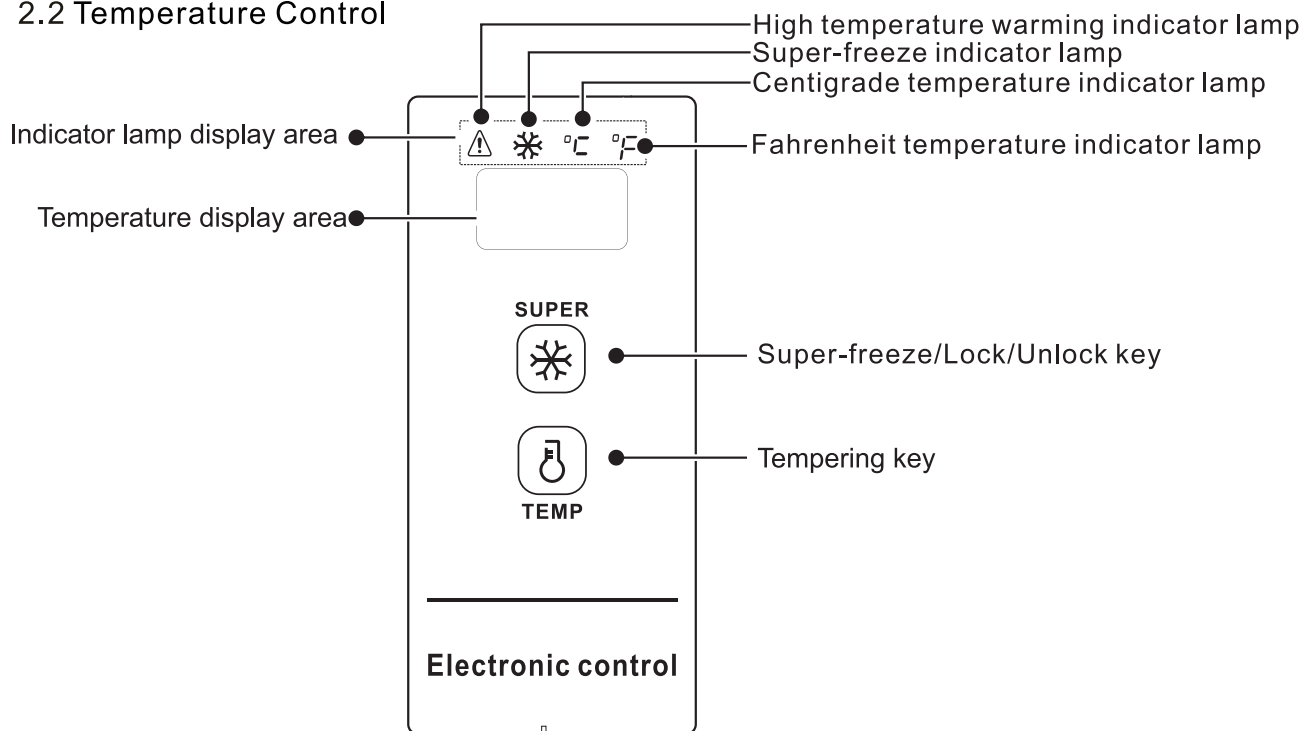 2.2 Temperature Control
High temperature warming indicator lamp
Super-freeze indicator lamp
Centigrade temperature indicator lamp
Indicator lamp display area
°C °F
Fahrenheit temperature indicator lamp
Temperature display area
SUPER
Super-freeze/Lock/Unlock key
Tempering key
TEMP
Electronic control